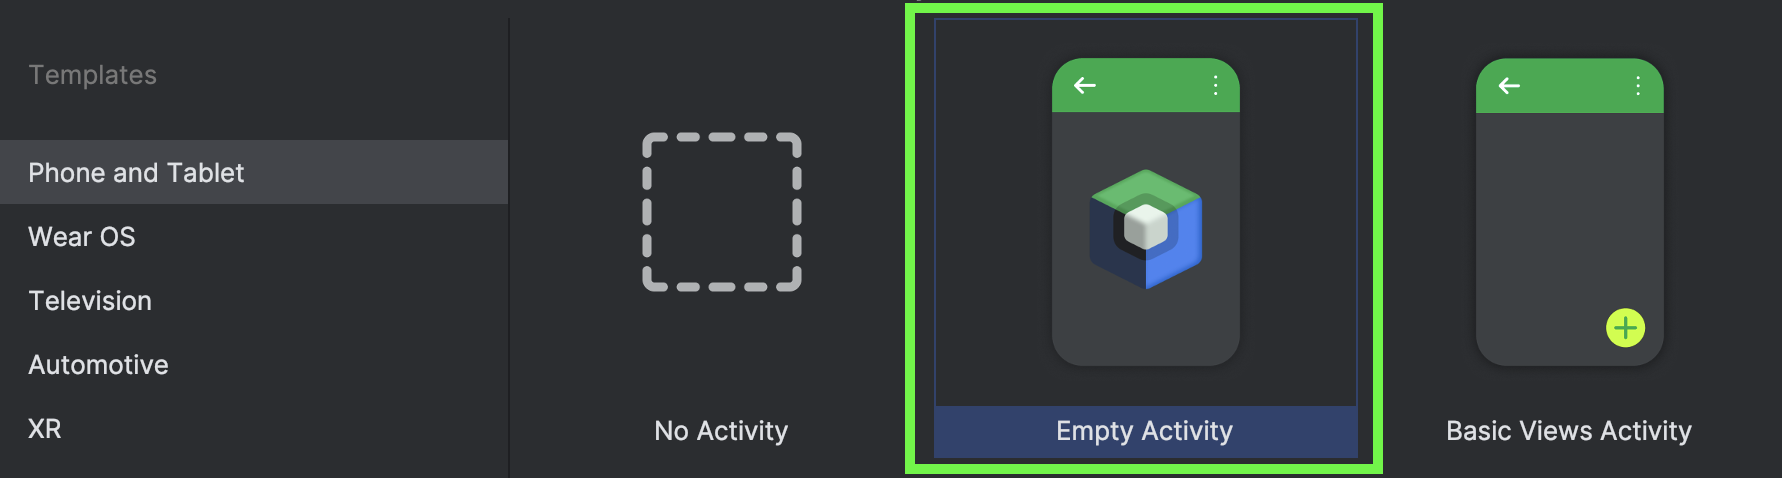 Templates
Phone and Tablet
Wear OS
Television
Automotive
XR
No Activity
Empty Activity
Basic Views Activity